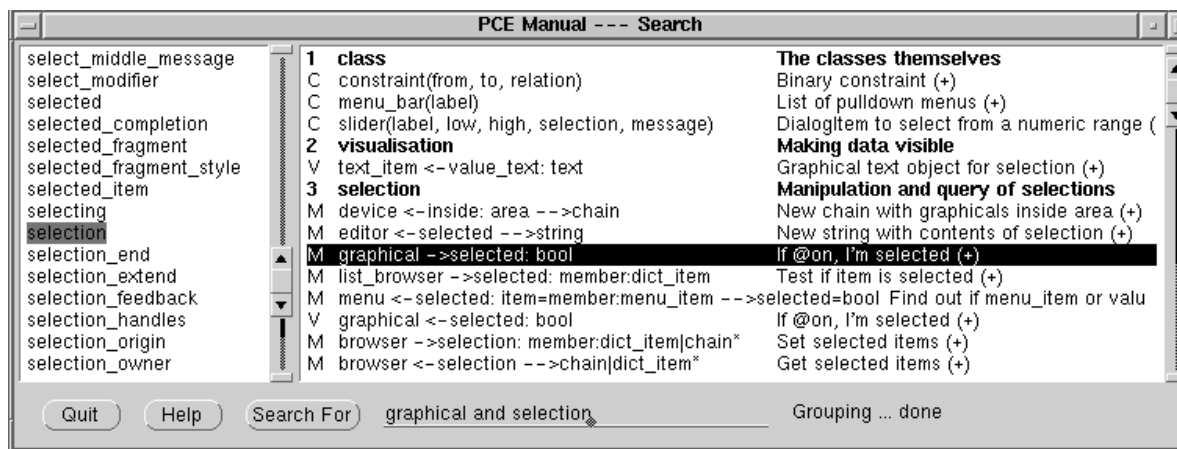 PCE Manual --- Search
select_middle_message
select_modifier
selected
selected_completion
selected_fragment
selected_fragment_style
selected_item
selecting
selection
selection_end
selection_extend
selection_feedback
selection_handles
selection_origin
selection_owner
1 class The classes themselves
C constraint(from, to, relation) Binary constraint (+)
C menu_bar(label) List of pulldown menus (+)
C slider(label, low, high, selection, message) DialogItem to select from a numeric range (
2 visualisation Making data visible
V text_item <-value_text: text Graphical text object for selection (+)
3 selection Manipulation and query of selections
M device <-inside: area -->chain New chain with graphicals inside area (+)
M editor <-selected -->string New string with contents of selection (+)
M graphical ->selected: bool If @on, I'm selected (+)
M list_browser ->selected: member:dict_item Test if item is selected (+)
M menu <-selected: item=member:menu_item -->selected=bool Find out if menu_item or valu
V graphical <-selected: bool If @on, I'm selected (+)
M browser ->selection: member:dict_item|chain* Set selected items (+)
M browser <-selection -->chain|dict_item* Get selected items (+)
Quit Help Search For graphical and selection Grouping ... done